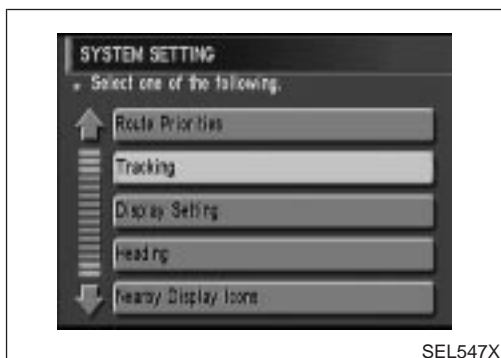 SYSTEM SETTING
Select one of the following.
Route Priorities
Tracking
Display Setting
Heading
Nearby Display Icons
SEL547X